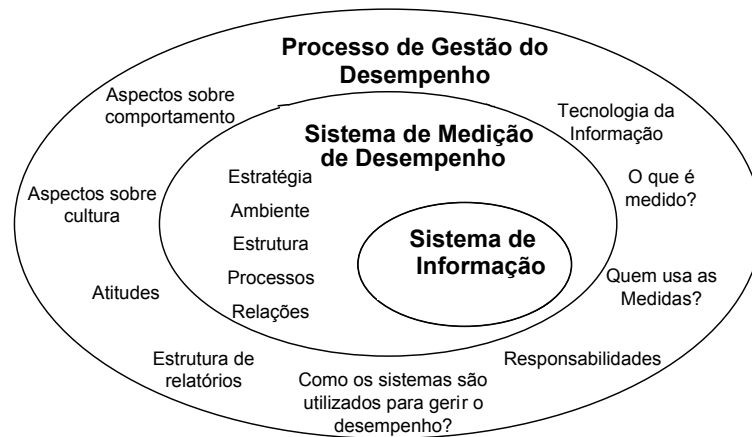 Processo de Gestão do
Desempenho
Aspectos sobre
comportamento
Tecnologia da
Informação
Sistema de Medição
de Desempenho
Estratégia
O que é
medido?
Aspectos sobre
cultura
Ambiente
Estrutura
Sistema de
Informação
Processos
Quem usa as
Medidas?
Atitudes
Relações
Estrutura de
relatórios
Responsabilidades
Como os sistemas são
utilizados para gerir o
desempenho?